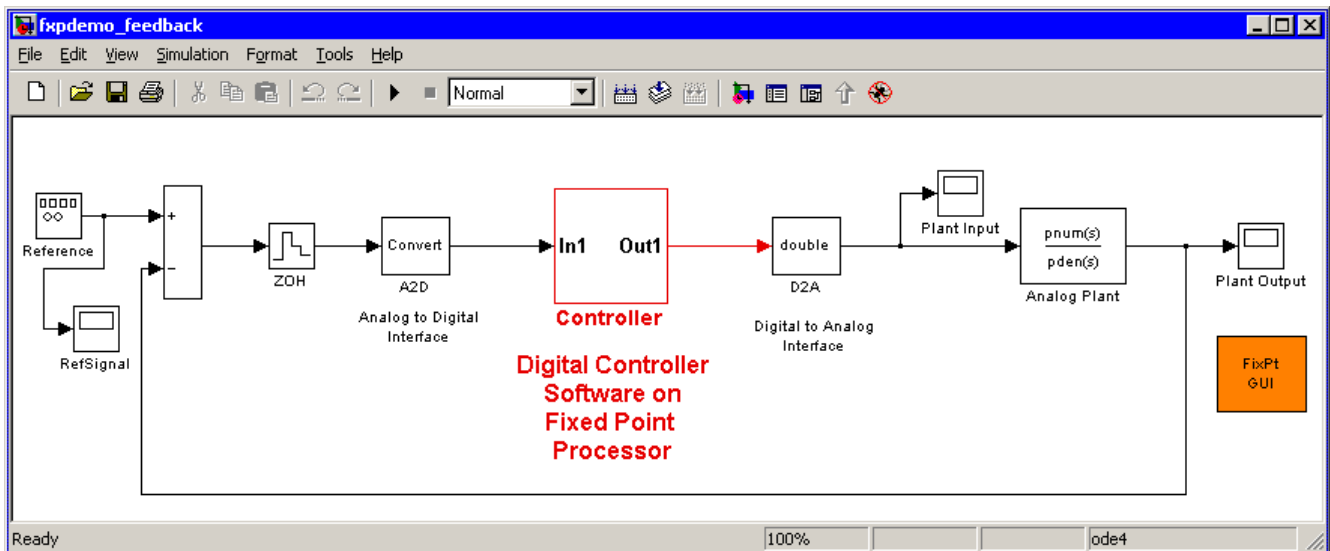 fxpdemo_feedback
File Edit View Simulation Format Tools Help
Normal
Reference
RefSignal
+
−
ZOH
Convert
A2D
Analog to Digital
Interface
In1 Out1
Controller
Digital Controller
Software on
Fixed Point
Processor
double
D2A
Digital to Analog
Interface
Plant Input
pnum(s)
pden(s)
Analog Plant
Plant Output
FixPt
GUI
Ready 100% ode4